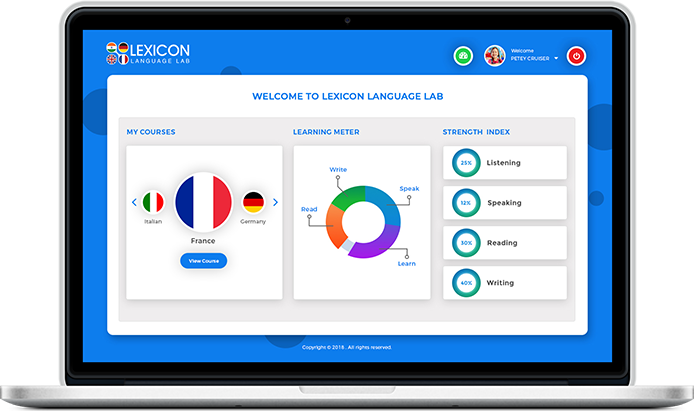 LEXICON
LANGUAGE LAB
Welcome
PETEY CRUISER
WELCOME TO LEXICON LANGUAGE LAB
MY COURSES
LEARNING METER
STRENGTH INDEX
Italian
France
Germany
View Course
Write
Speak
Read
Learn
25% Listening
12% Speaking
30% Reading
40% Writing
Copyright © 2018 . All rights reserved.